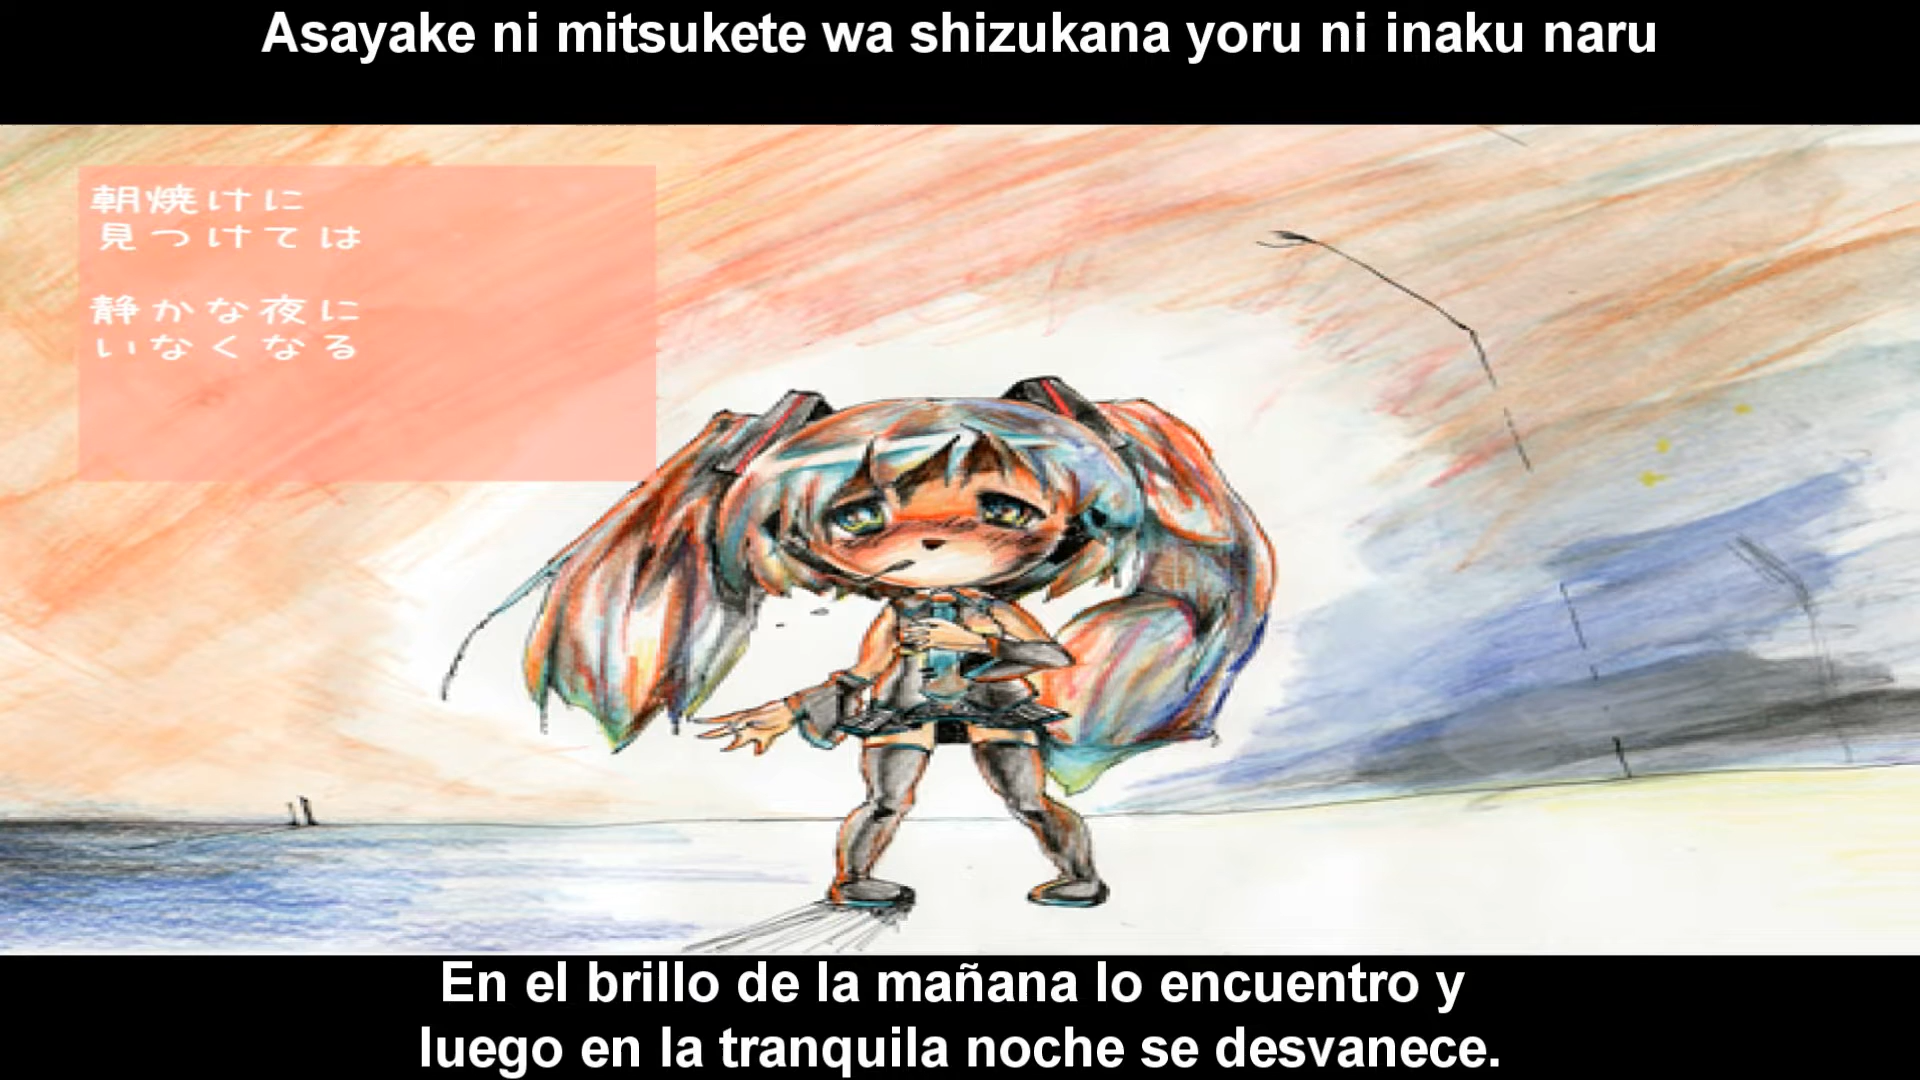 Asayake ni mitsukete wa shizukana yoru ni inaku naru
朝焼けに
見つけては
静かな夜に
いなくなる
En el brillo de la mañana lo encuentro y
luego en la tranquila noche se desvanece.